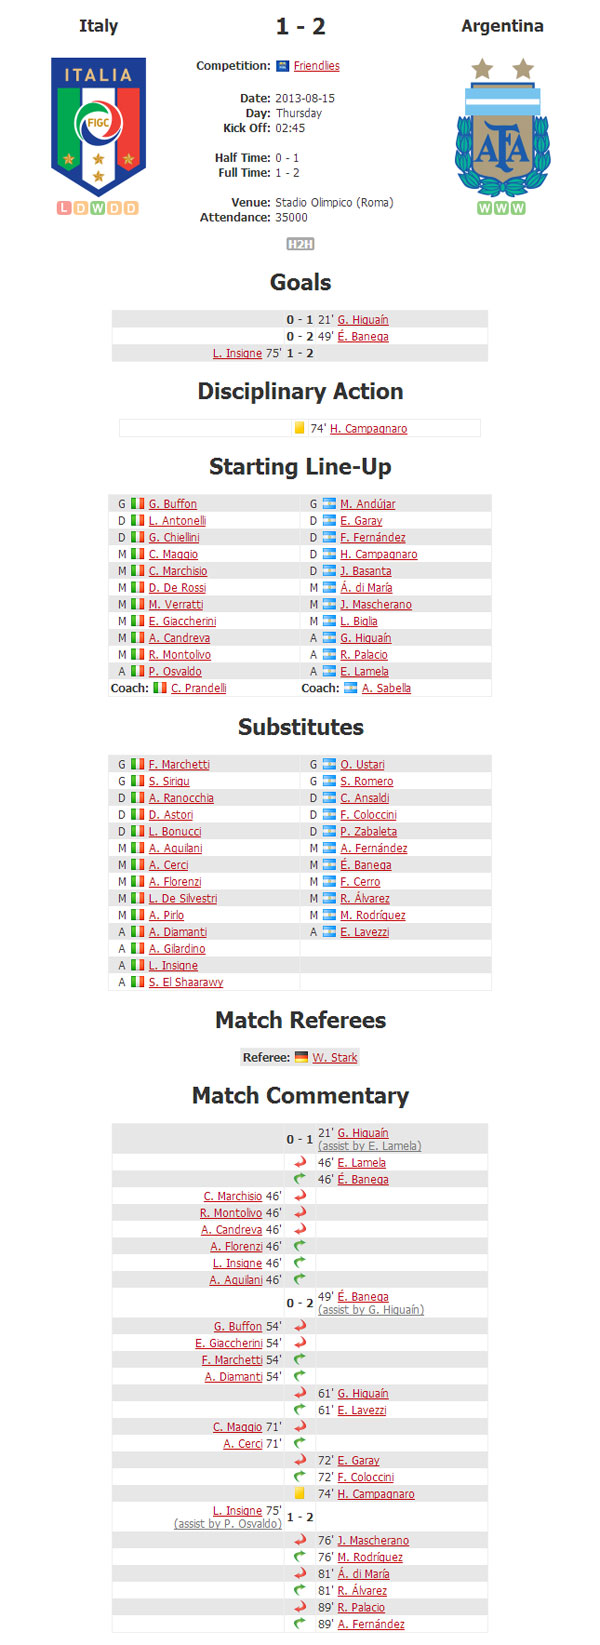 Italy
1 - 2
Argentina
ITALIA
FIGC
AFA
Competition: Friendlies
Date: 2013-08-15
Day: Thursday
Kick Off: 02:45
Half Time: 0 - 1
Full Time: 1 - 2
Venue: Stadio Olimpico (Roma)
Attendance: 35000
L D W D D
W W W
H2H
Goals
0 - 1 21' G. Higuaín
0 - 2 49' É. Banega
L. Insigne 75' 1 - 2
Disciplinary Action
74' H. Campagnaro
Starting Line-Up
G G. Buffon G M. Andújar
D L. Antonelli D E. Garay
D G. Chiellini D F. Fernández
M C. Maggio D H. Campagnaro
M C. Marchisio D J. Basanta
M D. De Rossi M Á. di María
M M. Verratti M J. Mascherano
M E. Giaccherini M L. Biglia
M A. Candreva A G. Higuaín
M R. Montolivo A R. Palacio
A P. Osvaldo A E. Lamela
Coach: C. Prandelli Coach: A. Sabella
Substitutes
G F. Marchetti G O. Ustari
G S. Sirigu G S. Romero
D A. Ranocchia D C. Ansaldi
D D. Astori D F. Coloccini
D L. Bonucci D P. Zabaleta
M A. Aquilani M A. Fernández
M A. Cerci M É. Banega
M A. Florenzi M F. Cerro
M L. De Silvestri M R. Álvarez
M A. Pirlo M M. Rodríguez
A A. Diamanti A E. Lavezzi
A A. Gilardino
A L. Insigne
A S. El Shaarawy
Match Referees
Referee: W. Stark
Match Commentary
0 - 1 21' G. Higuaín
(assist by E. Lamela)
46' E. Lamela
46' É. Banega
C. Marchisio 46'
R. Montolivo 46'
A. Candreva 46'
A. Florenzi 46'
L. Insigne 46'
A. Aquilani 46'
0 - 2 49' É. Banega
(assist by G. Higuaín)
G. Buffon 54'
E. Giaccherini 54'
F. Marchetti 54'
A. Diamanti 54'
61' G. Higuaín
61' E. Lavezzi
C. Maggio 71'
A. Cerci 71'
72' E. Garay
72' F. Coloccini
74' H. Campagnaro
L. Insigne 75' 1 - 2
(assist by P. Osvaldo)
76' J. Mascherano
76' M. Rodríguez
81' Á. di María
81' R. Álvarez
89' R. Palacio
89' A. Fernández